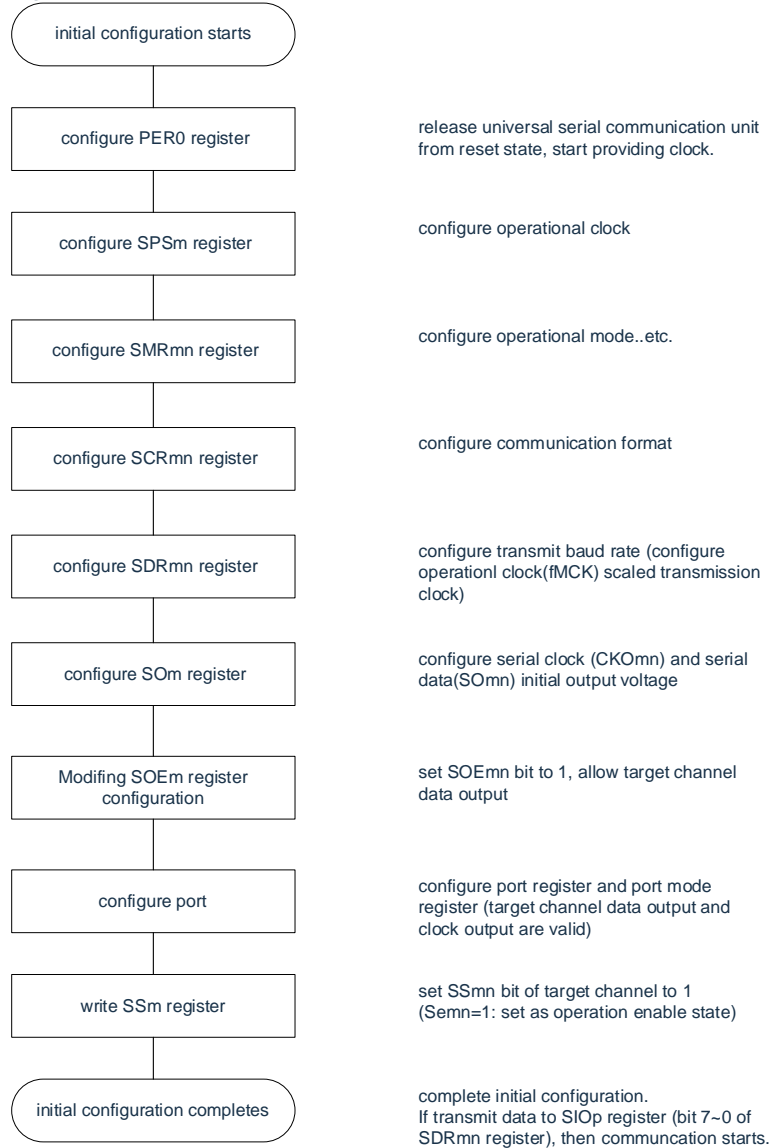 initial configuration starts
configure PER0 register
release universal serial communication unit
from reset state, start providing clock.
configure SPSm register
configure operational clock
configure SMRmn register
configure operational mode..etc.
configure SCRmn register
configure communication format
configure SDRmn register
configure transmit baud rate (configure
operationl clock(fMCK) scaled transmission
clock)
configure SOm register
configure serial clock (CKOmn) and serial
data(SOmn) initial output voltage
Modifing SOEm register
configuration
set SOEmn bit to 1, allow target channel
data output
configure port
configure port register and port mode
register (target channel data output and
clock output are valid)
write SSm register
set SSmn bit of target channel to 1
(Semn=1: set as operation enable state)
initial configuration completes
complete initial configuration.
If transmit data to SIOp register (bit 7~0 of
SDRmn register), then communcation starts.